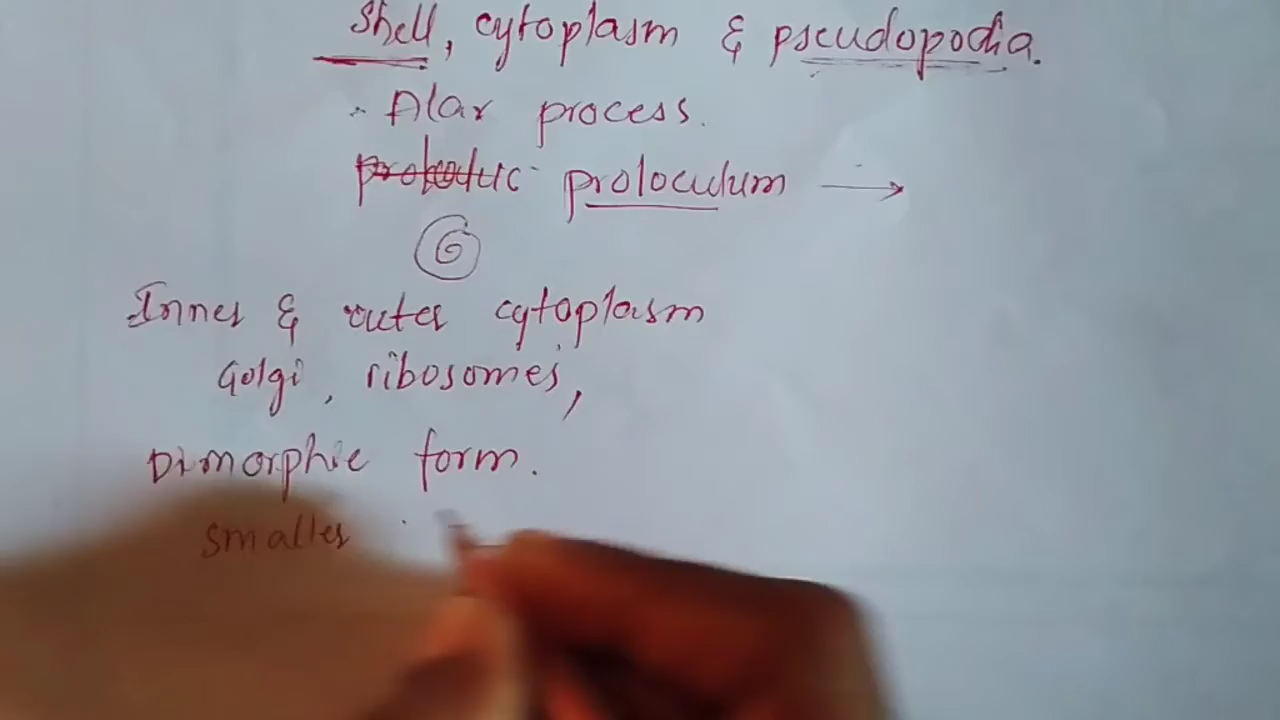 Shell, cytoplasm & pseudopodia.
Alar process.
proloculum →
Inner & outer cytoplasm
Golgi, ribosomes,
Dimorphic form.
smaller